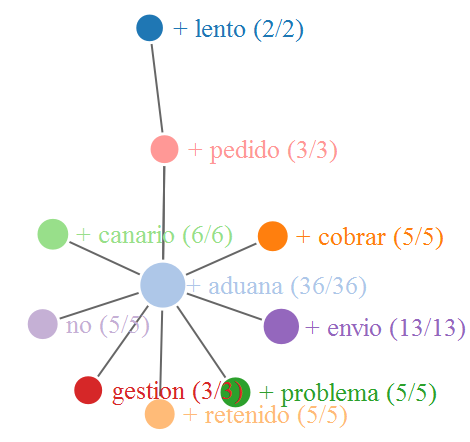 + lento (2/2)
+ pedido (3/3)
+ canario (6/6)
+ cobrar (5/5)
+ aduana (36/36)
no (5/5)
+ envio (13/13)
gestion (3/3)
+ problema (5/5)
+ retenido (5/5)